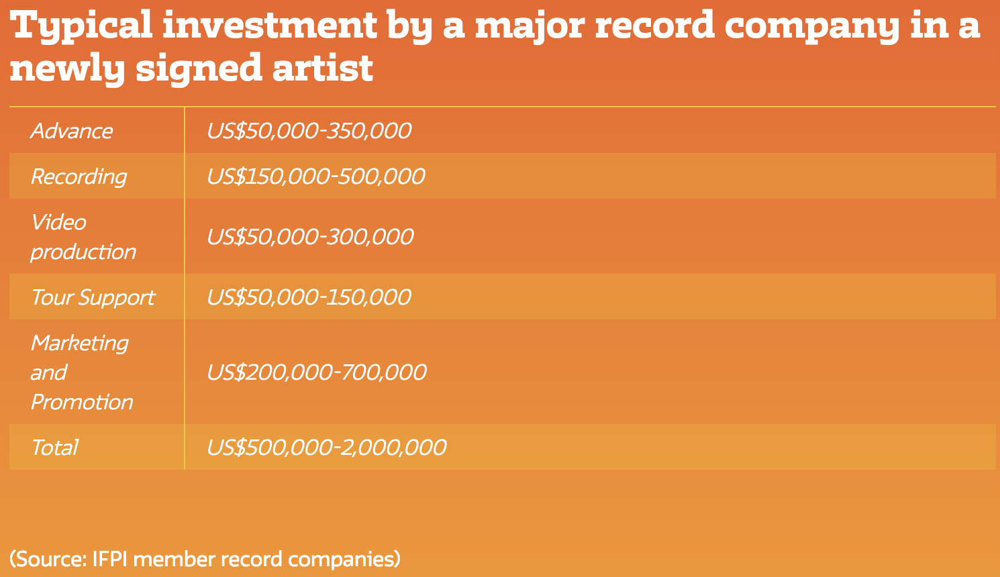 Typical investment by a major record company in a
newly signed artist
Advance
US$50,000-350,000
Recording
US$150,000-500,000
Video
production
US$50,000-300,000
Tour Support
US$50,000-150,000
Marketing
and
Promotion
US$200,000-700,000
Total
US$500,000-2,000,000
(Source: IFPI member record companies)